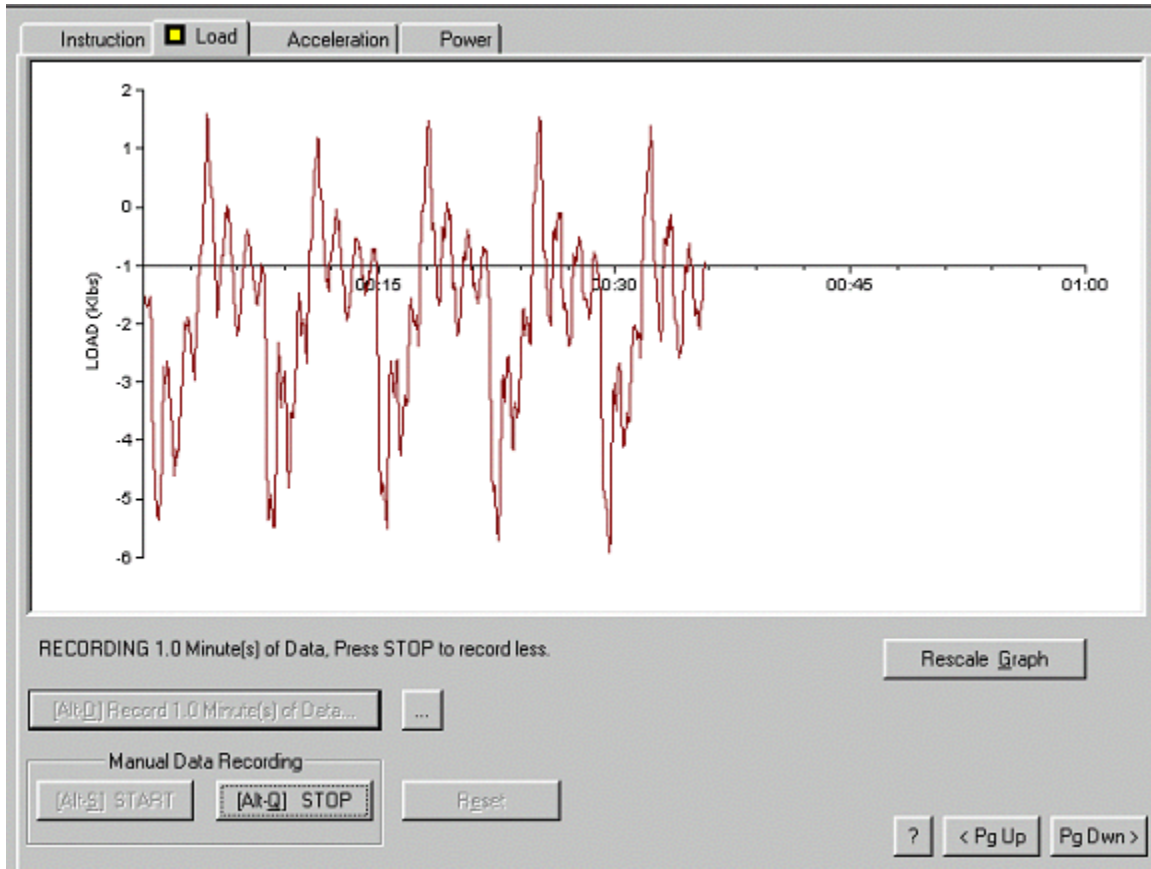 Instruction
Load
Acceleration
Power
2
1
0
-1
-2
-3
-4
-5
-6
LOAD (Klbs)
00:15
00:30
00:45
01:00
RECORDING 1.0 Minute(s) of Data, Press STOP to record less.
Rescale Graph
[Alt-D] Record 1.0 Minute(s) of Data...
...
Manual Data Recording
[Alt-S] START
[Alt-Q] STOP
Reset
?
< Pg Up
Pg Dwn >